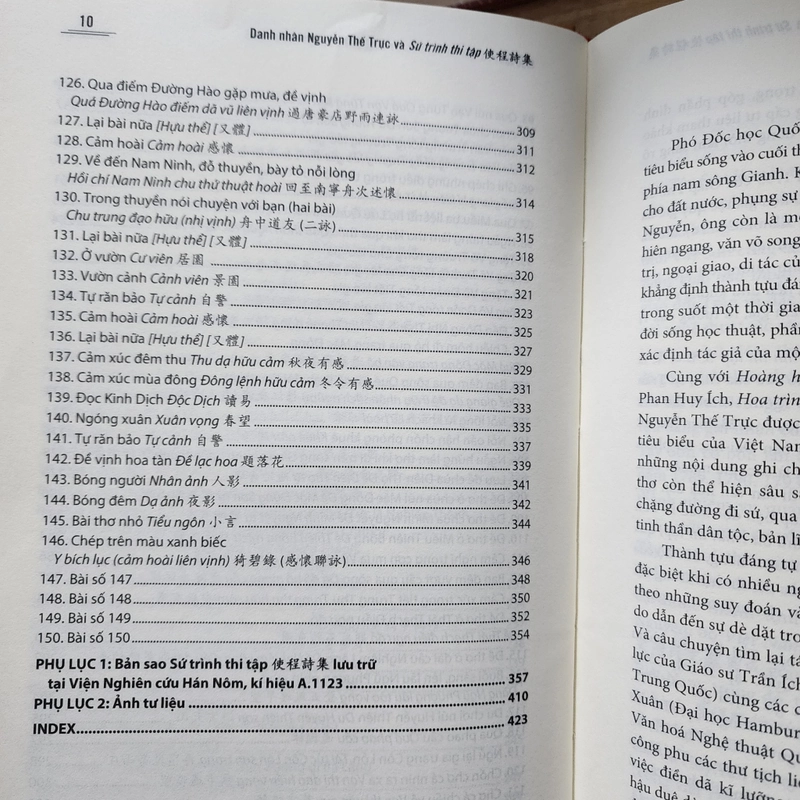 10
Danh nhân Nguyễn Thế Trực và Sứ trình thi tập 使程詩集
126. Qua điếm Đường Hào gặp mưa, đề vịnh
Quá Đường Hào điếm dã vũ liên vịnh 過唐豪店野雨連詠 309
127. Lại bài nữa [Hựu thể] [又體] 311
128. Cảm hoài Cảm hoài 感懷 312
129. Về đến Nam Ninh, đỗ thuyền, bày tỏ nỗi lòng
Hồi chí Nam Ninh chu thứ thuật hoài 回至南寧舟次述懷 314
130. Trong thuyền nói chuyện với bạn (hai bài)
Chu trung đạo hữu (nhị vịnh) 舟中道友 (二詠) 315
131. Lại bài nữa [Hựu thể] [又體] 318
132. Ở vườn Cư viên 居園 320
133. Vườn cảnh Cảnh viên 景園 321
134. Tự răn bảo Tự cảnh 自警 323
135. Cảm hoài Cảm hoài 感懷 325
136. Lại bài nữa [Hựu thể] [又體] 327
137. Cảm xúc đêm thu Thu dạ hữu cảm 秋夜有感 329
138. Cảm xúc mùa đông Đông lệnh hữu cảm 冬令有感 331
139. Đọc Kinh Dịch Độc Dịch 讀易 333
140. Ngóng xuân Xuân vọng 春望 335
141. Tự răn bảo Tự cảnh 自警 337
142. Đề vịnh hoa tàn Đề lạc hoa 題落花 339
143. Bóng người Nhân ảnh 人影 341
144. Bóng đêm Dạ ảnh 夜影 342
145. Bài thơ nhỏ Tiểu ngôn 小言 344
146. Chép trên màu xanh biếc
Y bích lục (cảm hoài liên vịnh) 猗碧錄 (感懷聯詠) 346
147. Bài số 147 348
148. Bài số 148 350
149. Bài số 149 352
150. Bài số 150 354
PHỤ LỤC 1: Bản sao Sứ trình thi tập 使程詩集 lưu trữ
tại Viện Nghiên cứu Hán Nôm, kí hiệu A.1123 357
PHỤ LỤC 2: Ảnh tư liệu 410
INDEX 423
Phó Đốc học Quố
tiêu biểu sống vào cuối th
phía nam sông Gianh. K
cho đất nước, phụng sự
Nguyễn, ông còn là mộ
hiên ngang, văn võ song
trị, ngoại giao, di tác củ
khẳng định thành tựu đán
trong suốt một thời gia
đời sống học thuật, phần
xác định tác giả của một
Cùng với Hoàng h
Phan Huy Ích, Hoa trìn
Nguyễn Thế Trực được
tiêu biểu của Việt Nam
những nội dung ghi ch
thơ còn thể hiện sâu s
chặng đường đi sứ, qua
tinh thần dân tộc, bản lĩ
Thành tựu đáng tự
đặc biệt khi có nhiều ng
theo những suy đoán và
do dẫn đến sự dè dặt tron
Và câu chuyện tìm lại tá
lực của Giáo sư Trần Ích
Trung Quốc) cùng các c
Xuân (Đại học Hambur
Văn hoá Nghệ thuật Qu
công phu các thư tịch liê
việc điền dã kĩ lưỡng
hậu duệ